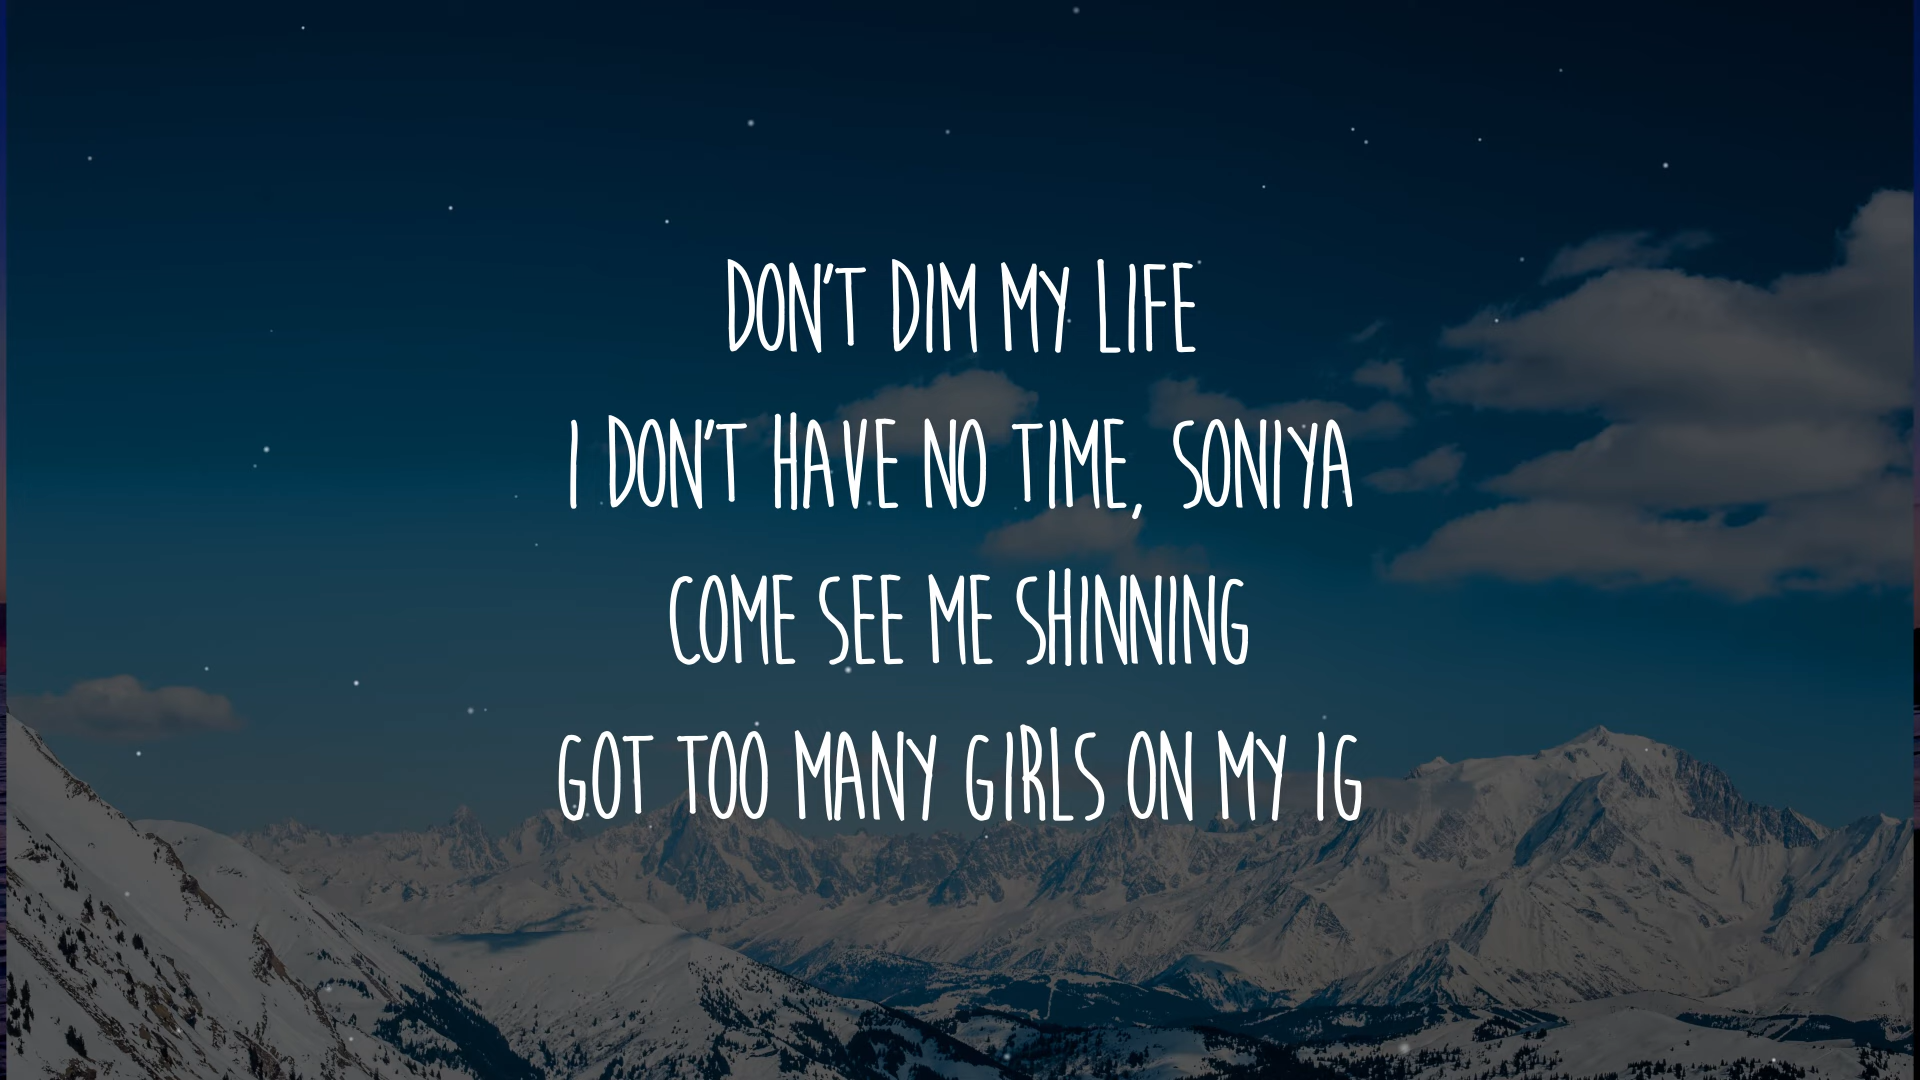 DON'T DIM MY LIFE
I DON'T HAVE NO TIME, SONIYA
COME SEE ME SHINNING
GOT TOO MANY GIRLS ON MY IG